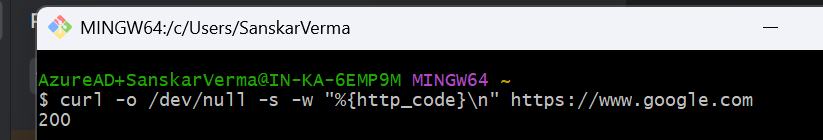 MINGW64:/c/Users/SanskarVerma
AzureAD+SanskarVerma@IN-KA-6EMP9M MINGW64 ~
$ curl -o /dev/null -s -w "%{http_code}\n" https://www.google.com
200